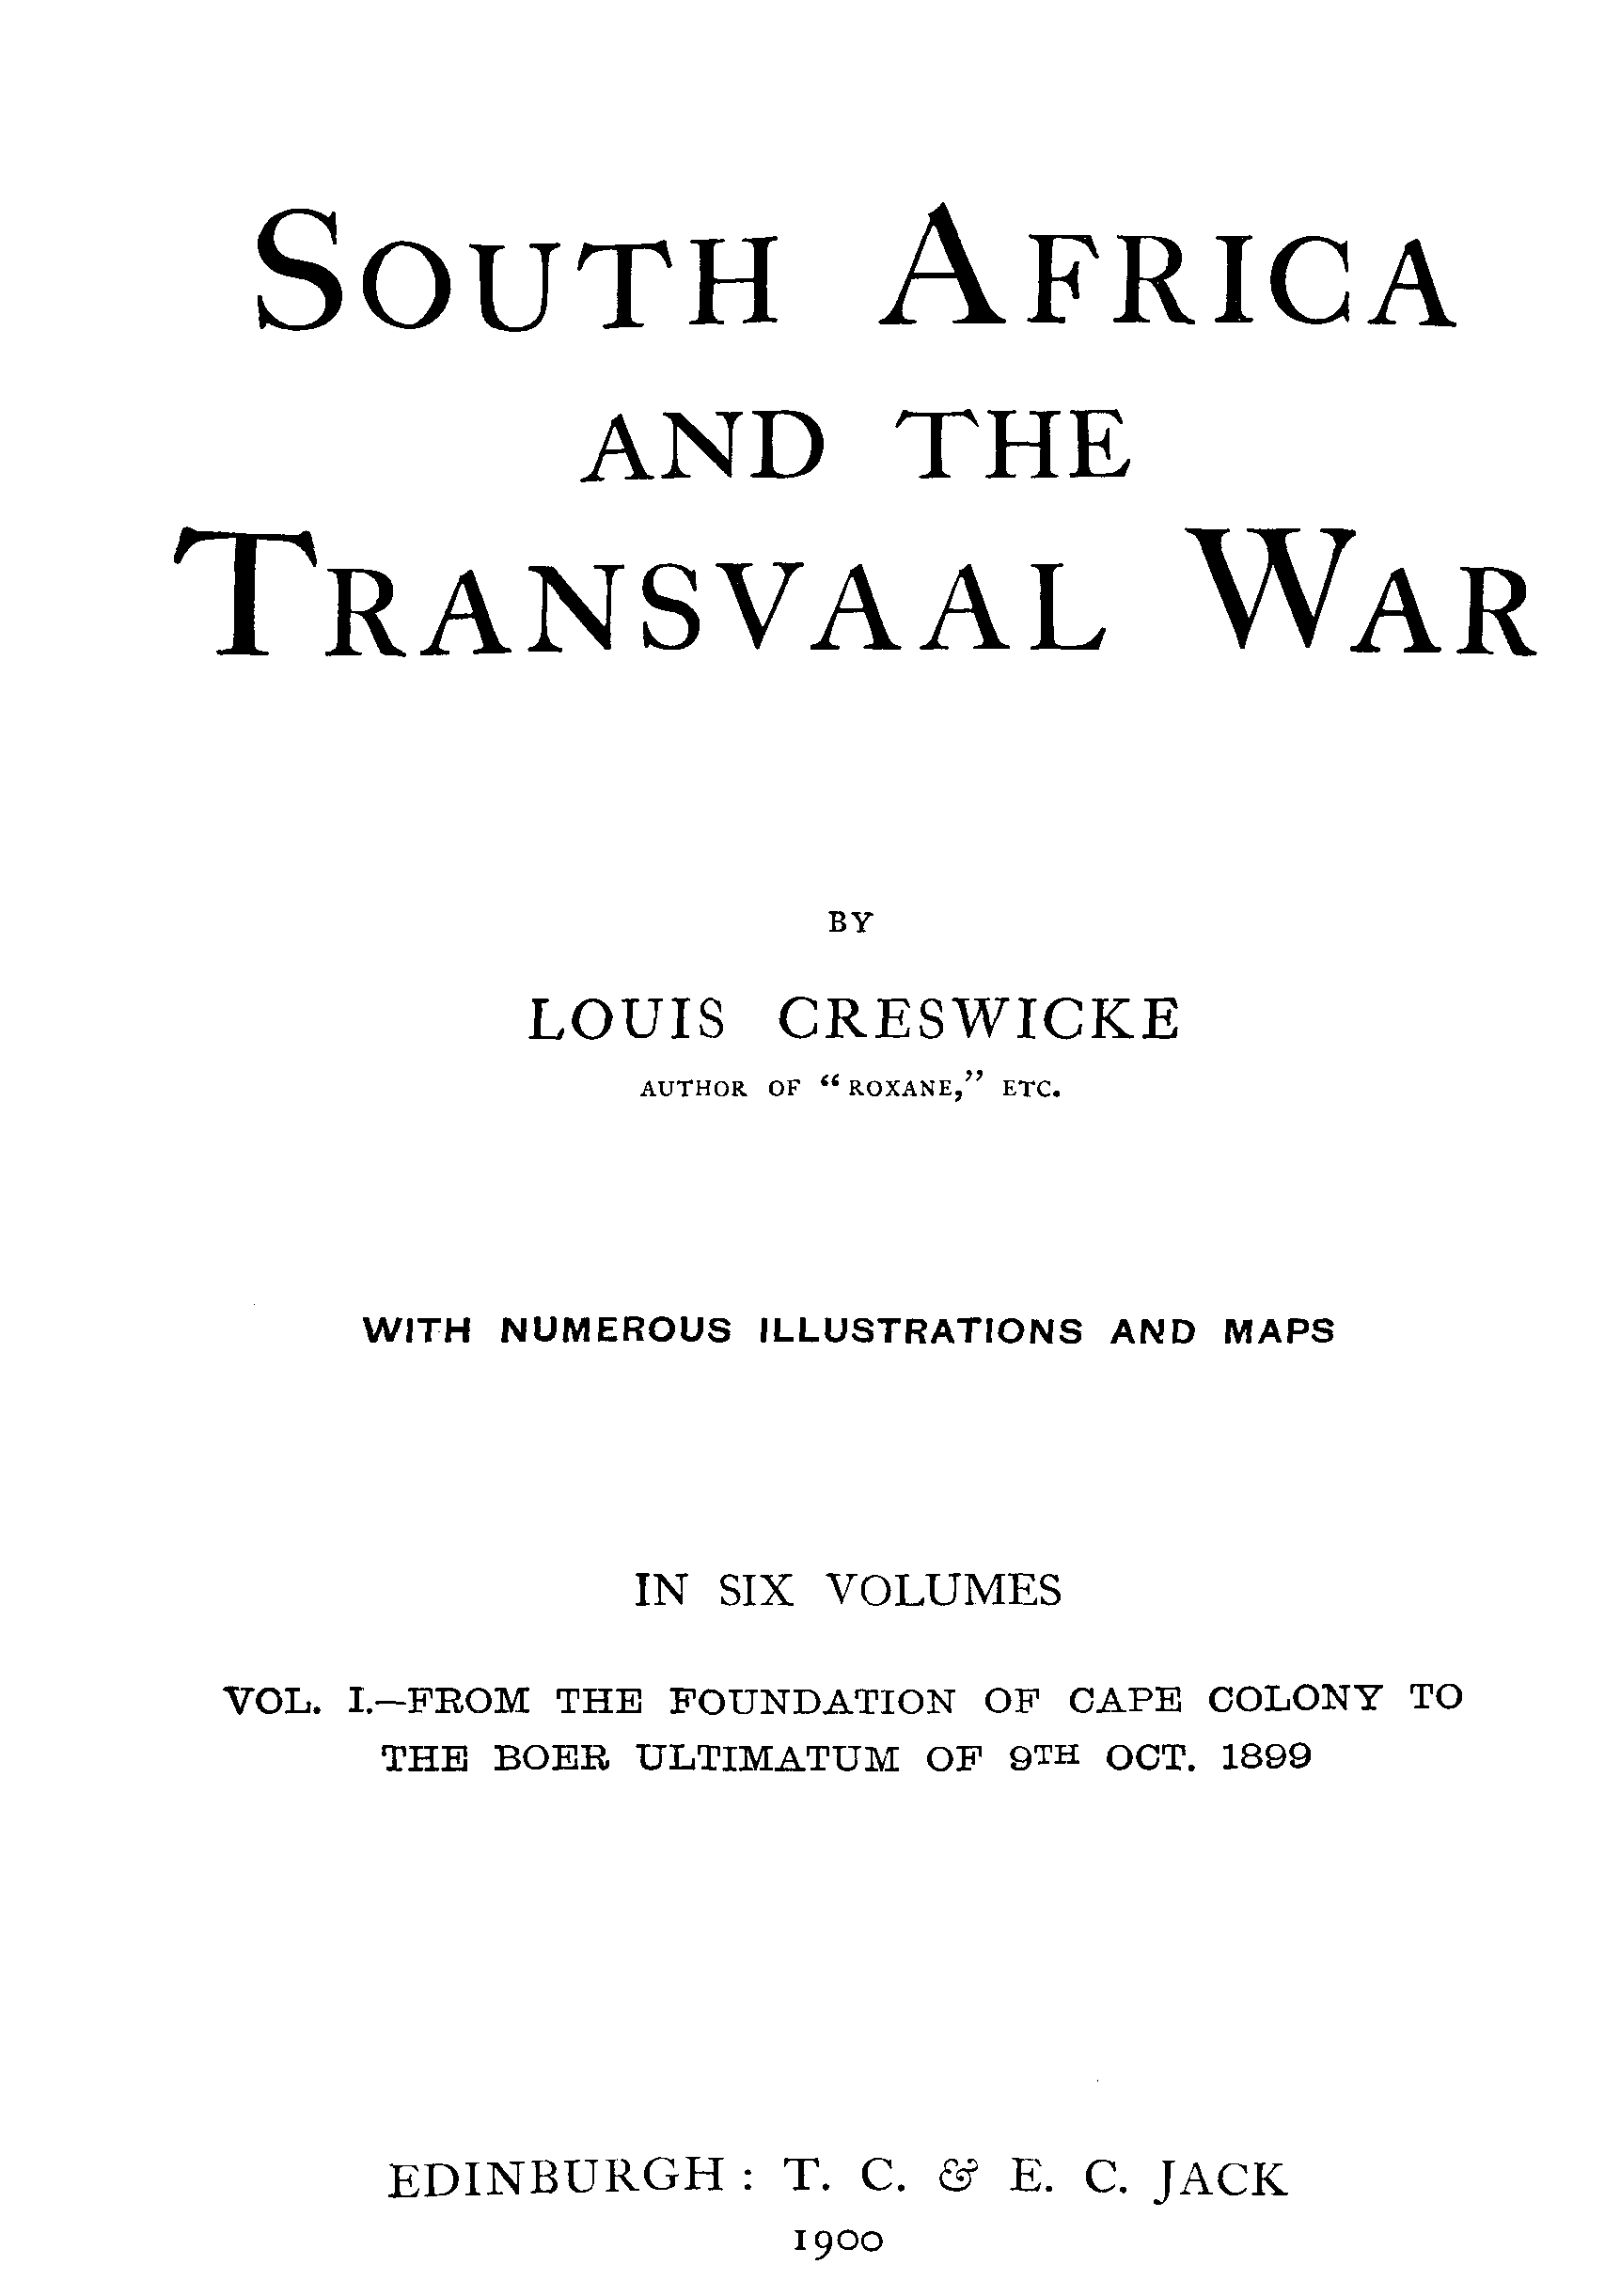 SOUTH AFRICA
AND THE
TRANSVAAL WAR
BY
LOUIS CRESWICKE
AUTHOR OF “ROXANE,” ETC.
WITH NUMEROUS ILLUSTRATIONS AND MAPS
IN SIX VOLUMES
VOL. I.—FROM THE FOUNDATION OF CAPE COLONY TO
THE BOER ULTIMATUM OF 9TH OCT. 1899
EDINBURGH: T. C. & E. C. JACK
1900